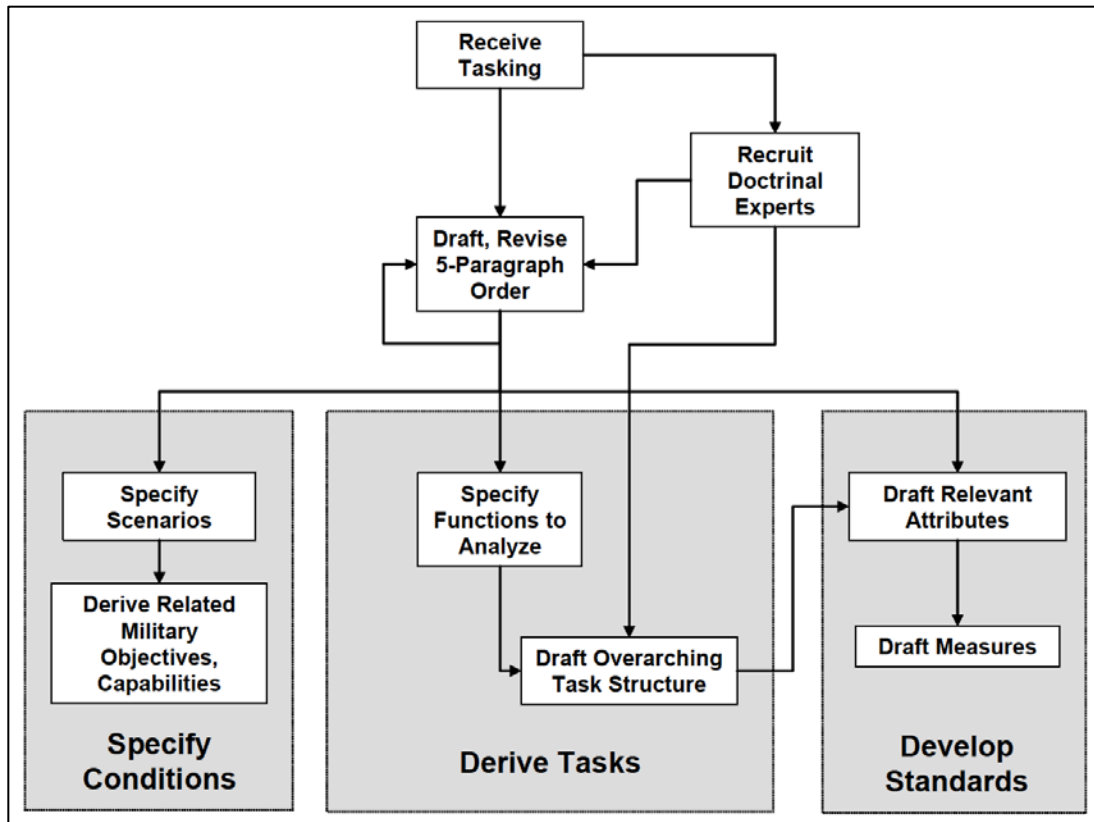 Receive
Tasking
Recruit
Doctrinal
Experts
Draft, Revise
5-Paragraph
Order
Specify
Scenarios
Derive Related
Military
Objectives,
Capabilities
Specify
Conditions
Specify
Functions to
Analyze
Draft Overarching
Task Structure
Derive Tasks
Draft Relevant
Attributes
Draft Measures
Develop
Standards